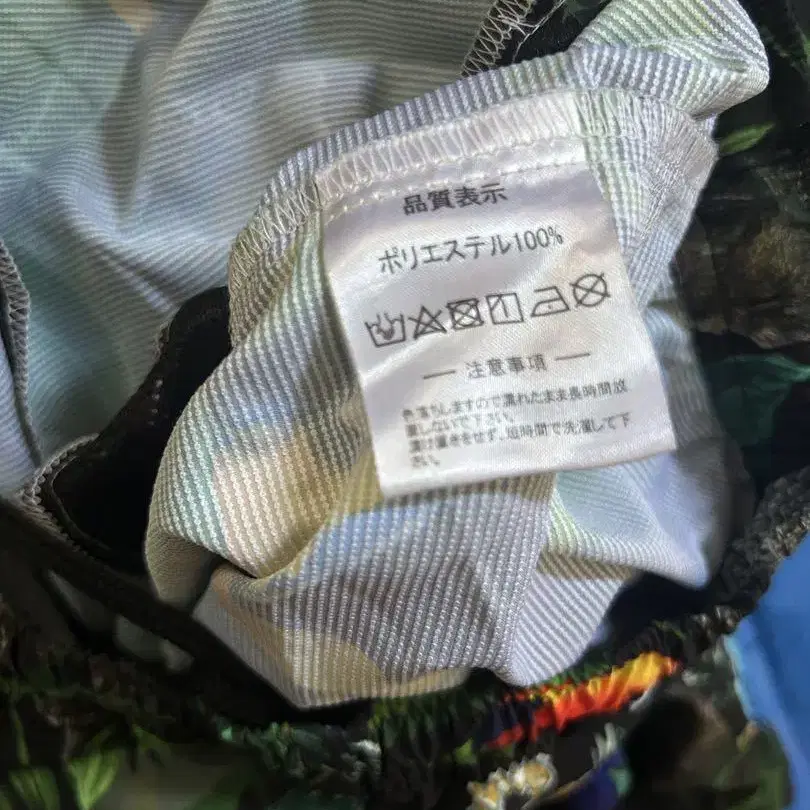 品質表示
ポリエステル100%
— 注意事項 —
色落ちしますので濡れたまま長時間放
置しないで下さい。
漬け置きをせず、短時間で洗濯して下
さい。